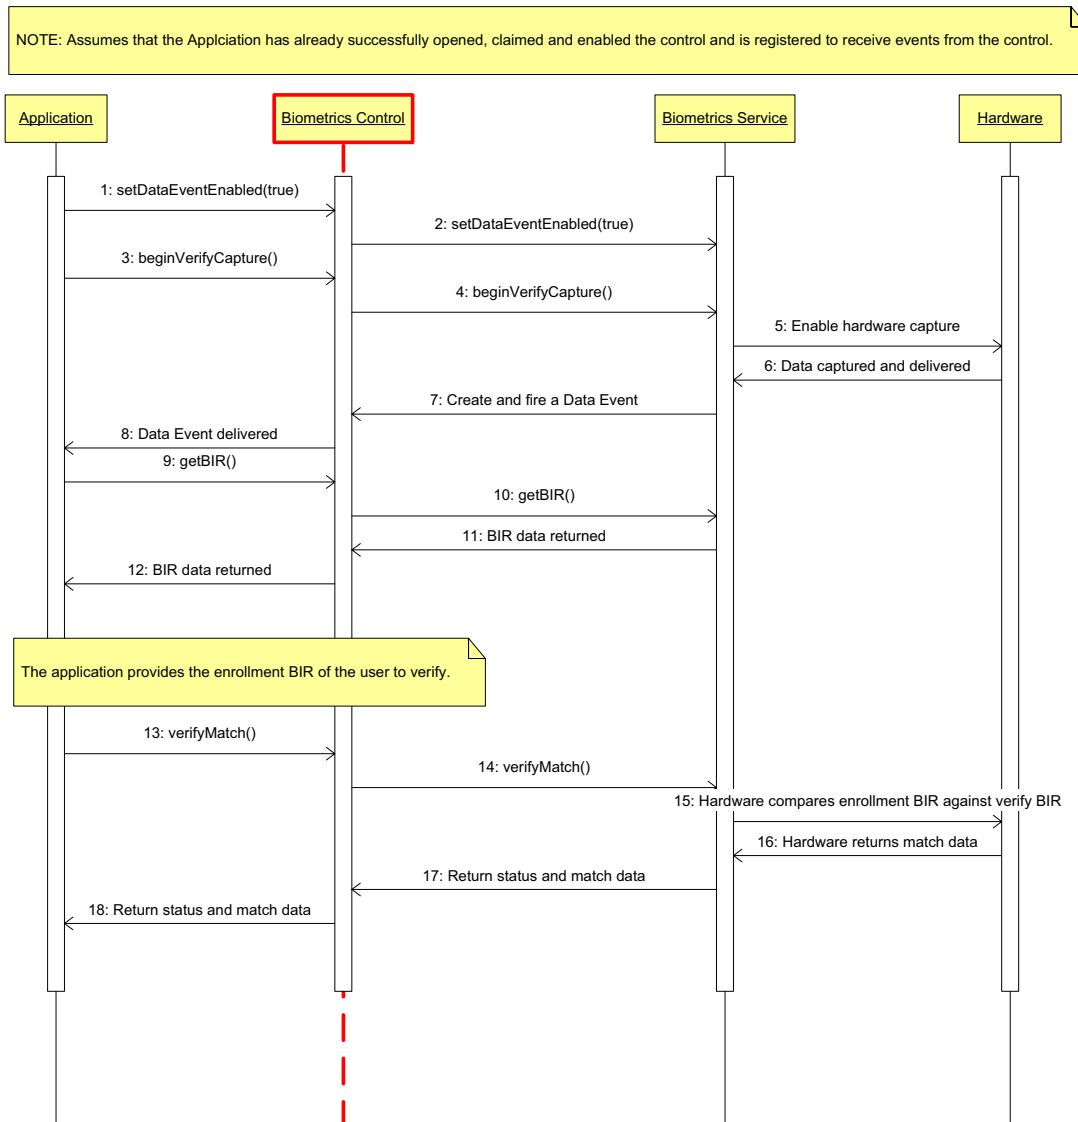 NOTE: Assumes that the Applciation has already successfully opened, claimed and enabled the control and is registered to receive events from the control.
Application
Biometrics Control
Biometrics Service
Hardware
1: setDataEventEnabled(true)
2: setDataEventEnabled(true)
3: beginVerifyCapture()
4: beginVerifyCapture()
5: Enable hardware capture
6: Data captured and delivered
7: Create and fire a Data Event
8: Data Event delivered
9: getBIR()
10: getBIR()
11: BIR data returned
12: BIR data returned
The application provides the enrollment BIR of the user to verify.
13: verifyMatch()
14: verifyMatch()
15: Hardware compares enrollment BIR against verify BIR
16: Hardware returns match data
17: Return status and match data
18: Return status and match data